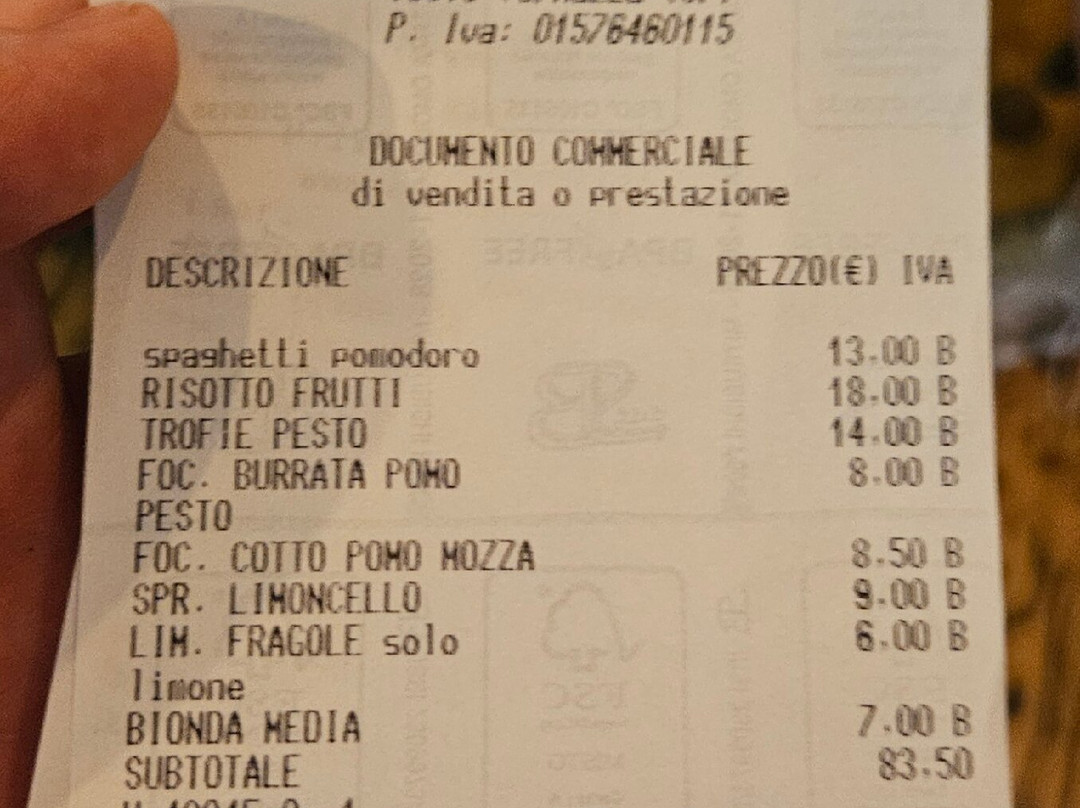 P. Iva: 01576460115
DOCUMENTO COMMERCIALE
di vendita o prestazione
DESCRIZIONE PREZZO(€) IVA
spaghetti pomodoro 13.00 B
RISOTTO FRUTTI 18.00 B
TROFIE PESTO 14.00 B
FOC. BURRATA POMO 8.00 B
PESTO
FOC. COTTO POMO MOZZA 8.50 B
SPR. LIMONCELLO 9.00 B
LIM. FRAGOLE solo 6.00 B
limone
BIONDA MEDIA 7.00 B
SUBTOTALE 83.50